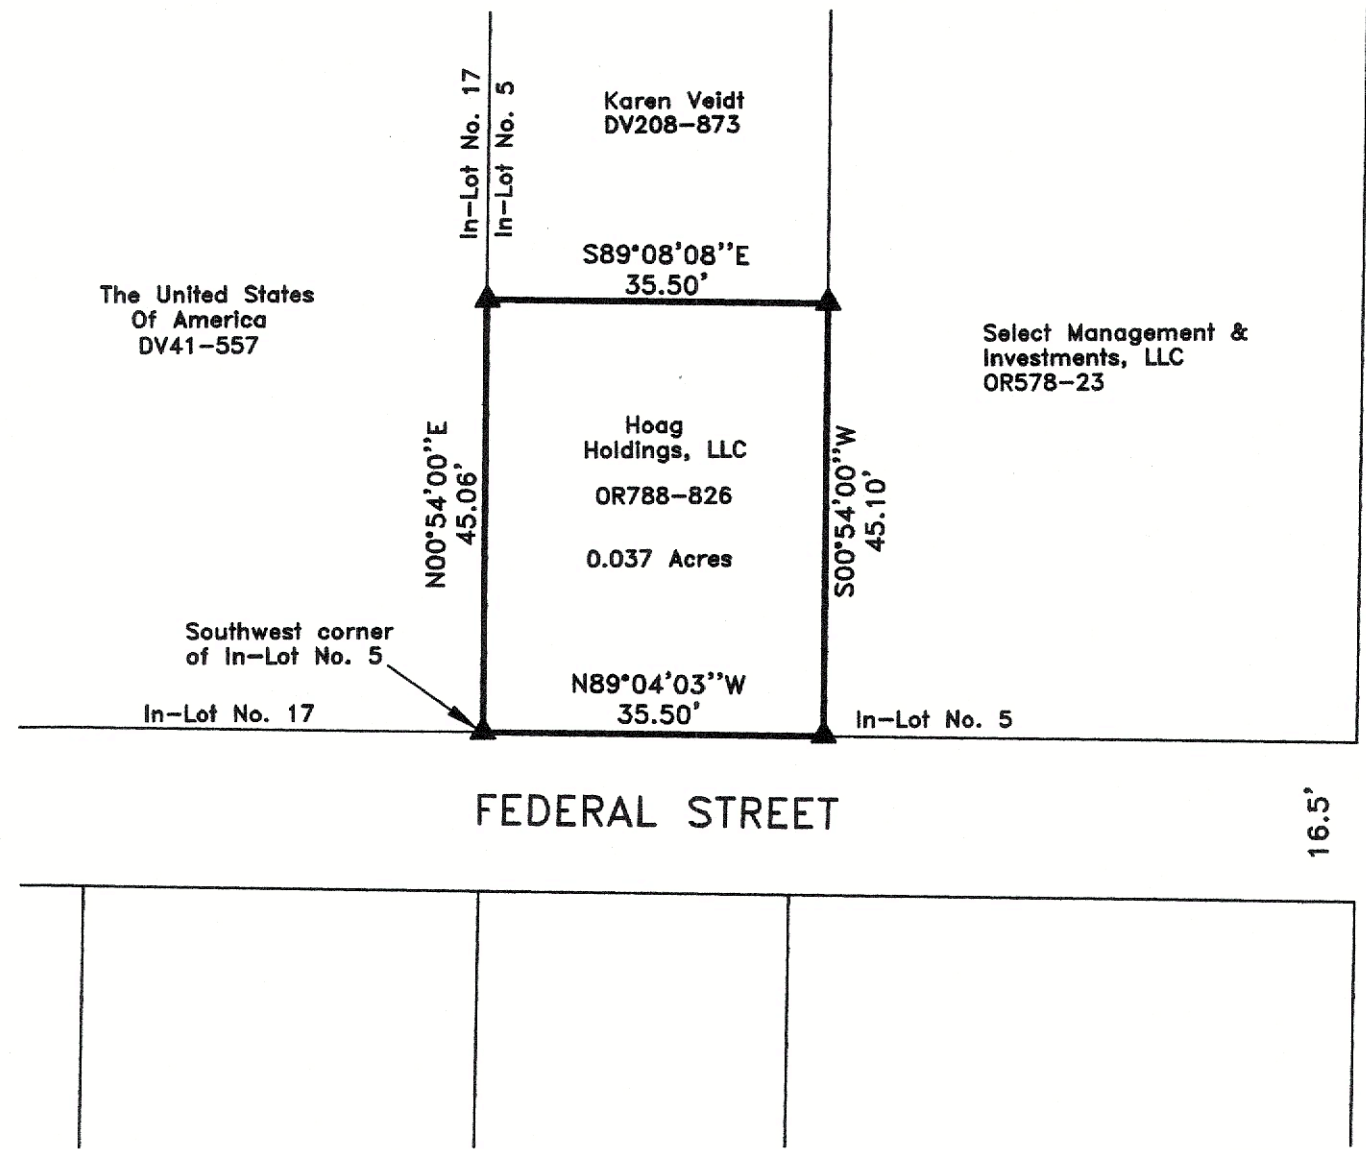 In-Lot No. 17
In-Lot No. 5
Karen Veidt
DV208-873
S89°08'08''E
35.50'
The United States
Of America
DV41-557
Select Management &
Investments, LLC
OR578-23
N00°54'00''E
45.06'
Hoag
Holdings, LLC
OR788-826
0.037 Acres
S00°54'00''W
45.10'
Southwest corner
of In-Lot No. 5
N89°04'03''W
35.50'
In-Lot No. 17
In-Lot No. 5
FEDERAL STREET
16.5'